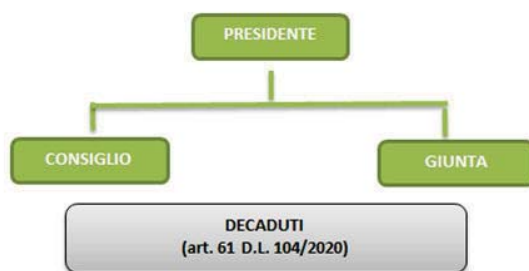 PRESIDENTE
CONSIGLIO
GIUNTA
DECADUTI
(art. 61 D.L. 104/2020)